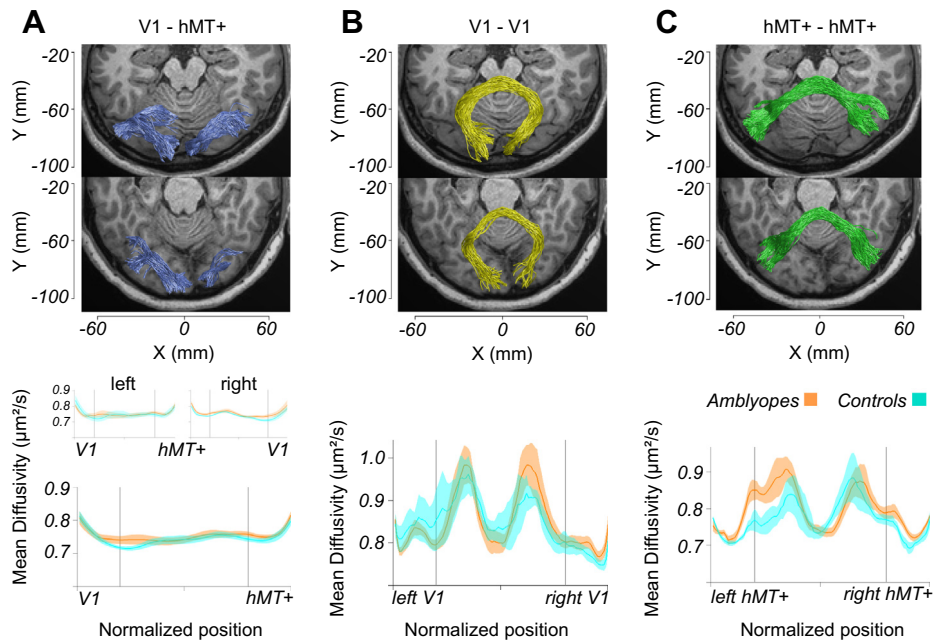 A
V1 - hMT+
B
V1 - V1
C
hMT+ - hMT+
-20
-60
-100
Y (mm)
-20
-60
-100
Y (mm)
-60 0 60
X (mm)
-20
-60
-100
Y (mm)
-20
-60
-100
Y (mm)
-60 0 60
X (mm)
-20
-60
-100
Y (mm)
-20
-60
-100
Y (mm)
-60 0 60
X (mm)
Mean Diffusivity (µm²/s)
0.9
0.8
0.7
left right
V1 hMT+ V1
0.9
0.8
0.7
V1 hMT+
Normalized position
Mean Diffusivity (µm²/s)
1.0
0.9
0.8
left V1 right V1
Normalized position
Amblyopes Controls
Mean Diffusivity (µm²/s)
0.9
0.8
0.7
left hMT+ right hMT+
Normalized position